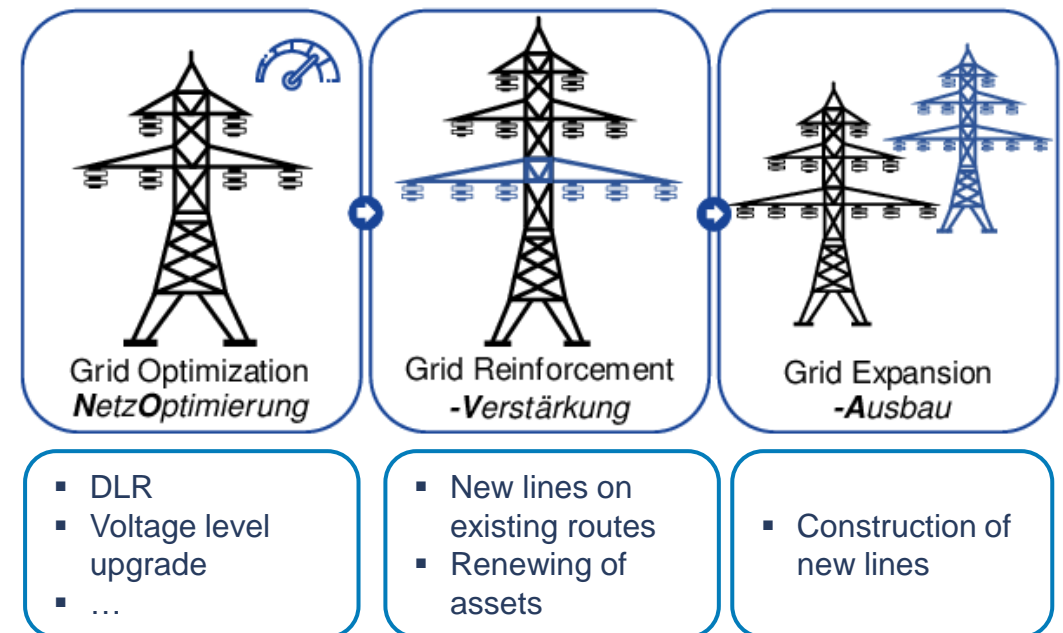 Grid Optimization
NetzOptimierung
Grid Reinforcement
-Verstärkung
Grid Expansion
-Ausbau
▪ DLR
▪ Voltage level
upgrade
▪ …
▪ New lines on
existing routes
▪ Renewing of
assets
▪ Construction of
new lines